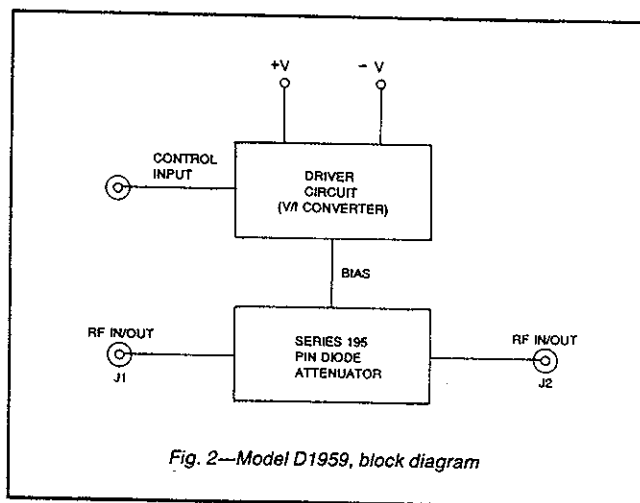 +V
− V
CONTROL
INPUT
DRIVER
CIRCUIT
(V/I CONVERTER)
BIAS
RF IN/OUT
J1
SERIES 195
PIN DIODE
ATTENUATOR
RF IN/OUT
J2
Fig. 2—Model D1959, block diagram